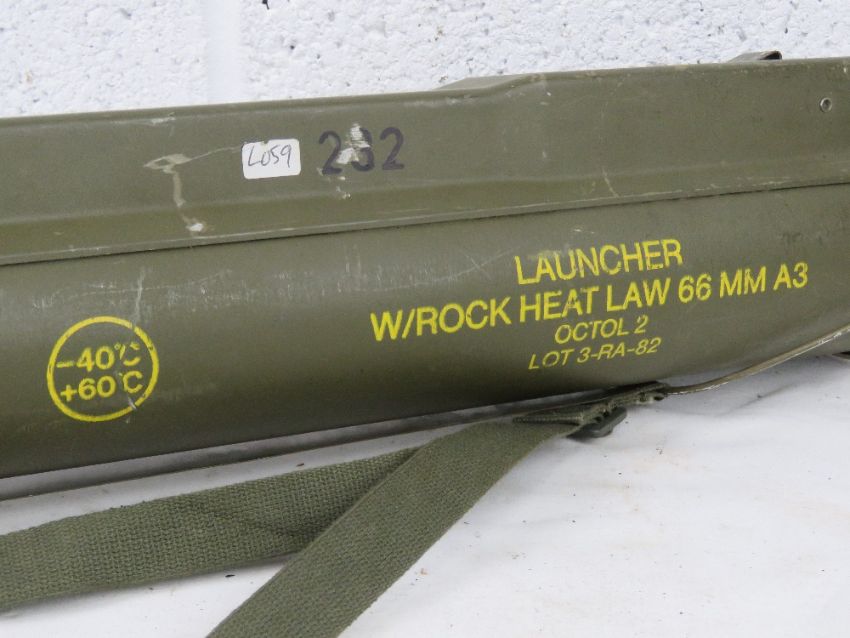 L059
232
LAUNCHER
W/ROCK HEAT LAW 66 MM A3
OCTOL 2
LOT 3-RA-82
-40°C
+60°C